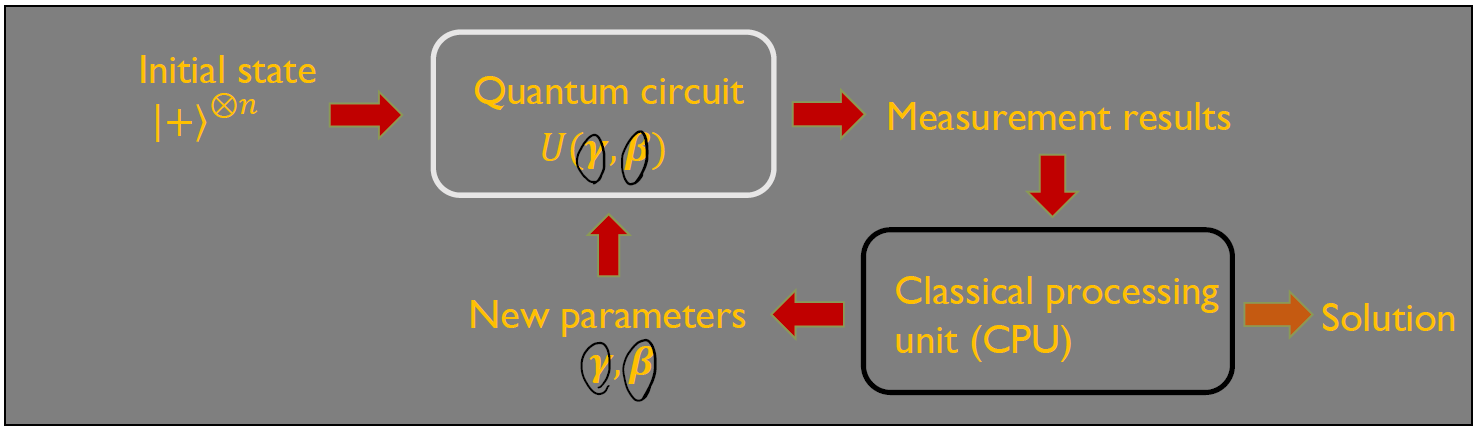 Initial state
|+⟩⊗n
Quantum circuit
U(γ, β)
Measurement results
New parameters
γ, β
Classical processing
unit (CPU)
Solution